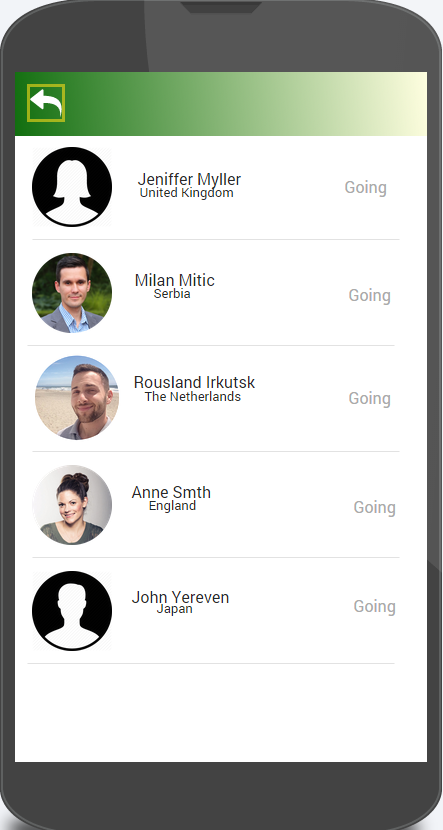 Jeniffer Myller
United Kingdom
Going
Milan Mitic
Serbia
Going
Rousland Irkutsk
The Netherlands
Going
Anne Smth
England
Going
John Yereven
Japan
Going